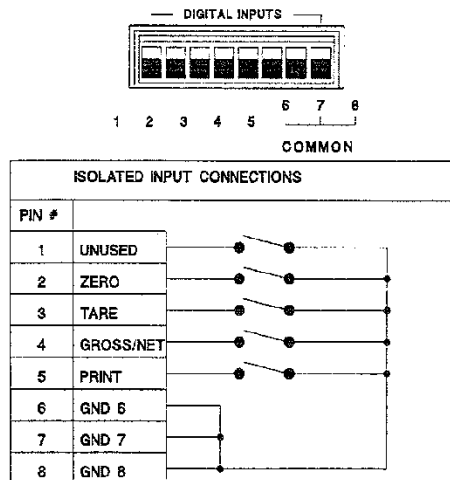 DIGITAL INPUTS
1 2 3 4 5 6 7 8
COMMON
ISOLATED INPUT CONNECTIONS
PIN #
1 UNUSED
2 ZERO
3 TARE
4 GROSS/NET
5 PRINT
6 GND 6
7 GND 7
8 GND 8